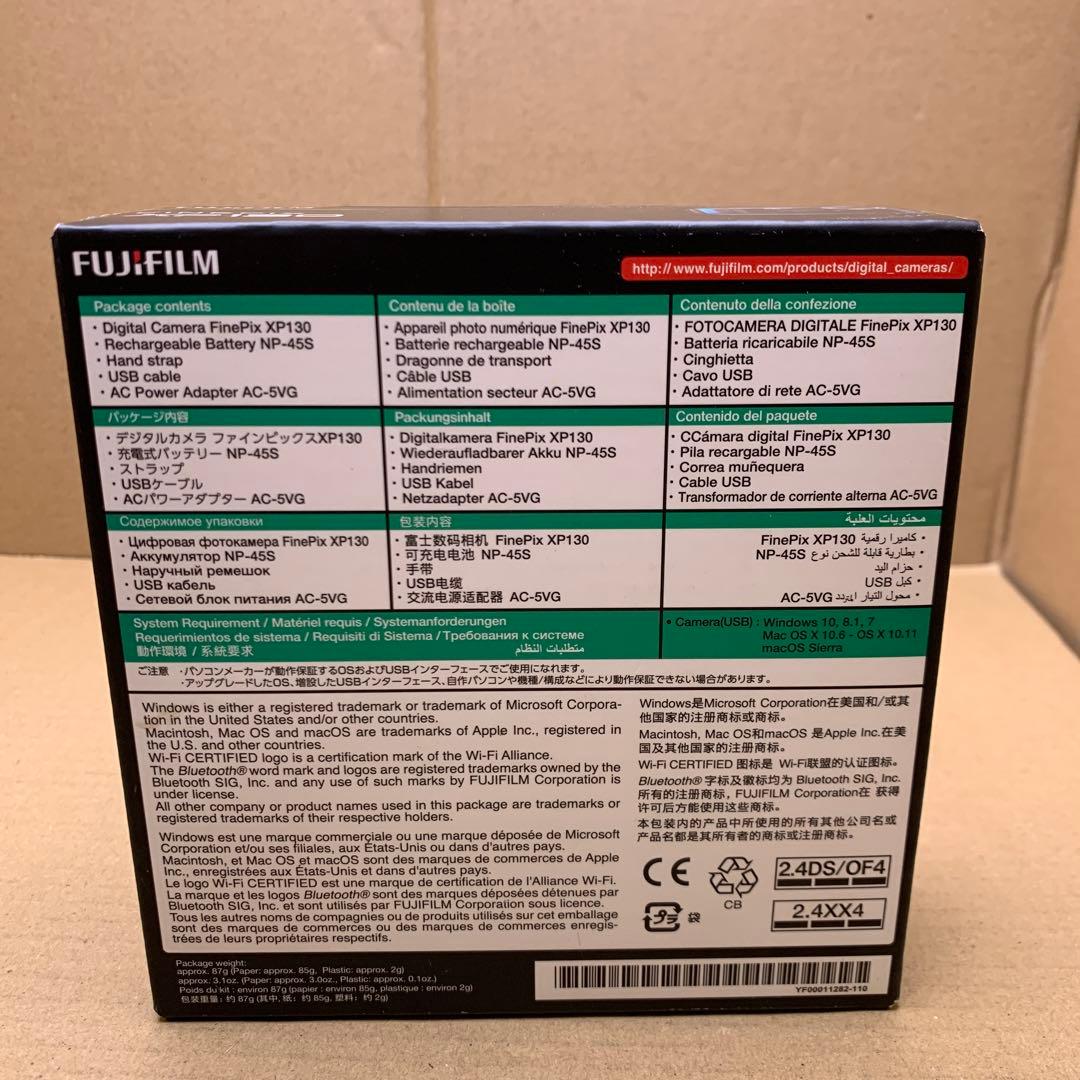 FUJIFILM
http://www.fujifilm.com/products/digital_cameras/
Package contents
・Digital Camera FinePix XP130
・Rechargeable Battery NP-45S
・Hand strap
・USB cable
・AC Power Adapter AC-5VG
Contenu de la boîte
・Appareil photo numérique FinePix XP130
・Batterie rechargeable NP-45S
・Dragonne de transport
・Câble USB
・Alimentation secteur AC-5VG
Contenuto della confezione
・FOTOCAMERA DIGITALE FinePix XP130
・Batteria ricaricabile NP-45S
・Cinghietta
・Cavo USB
・Adattatore di rete AC-5VG
パッケージ内容
・デジタルカメラ ファインピックスXP130
・充電式バッテリー NP-45S
・ストラップ
・USBケーブル
・ACパワーアダプター AC-5VG
Packungsinhalt
・Digitalkamera FinePix XP130
・Wiederaufladbarer Akku NP-45S
・Handriemen
・USB Kabel
・Netzadapter AC-5VG
Contenido del paquete
・CCámara digital FinePix XP130
・Pila recargable NP-45S
・Correa muñequera
・Cable USB
・Transformador de corriente alterna AC-5VG
Содержимое упаковки
・Цифровая фотокамера FinePix XP130
・Аккумулятор NP-45S
・Наручный ремешок
・USB кабель
・Сетевой блок питания AC-5VG
包装内容
・富士数码相机 FinePix XP130
・可充电电池 NP-45S
・手带
・USB电缆
・交流电源适配器 AC-5VG
محتويات العلبة
・كاميرا رقمية FinePix XP130
・بطارية قابلة للشحن نوع NP-45S
・حزام اليد
・كبل USB
・محول التيار المتردد AC-5VG
System Requirement / Matériel requis / Systemanforderungen
Requerimientos de sistema / Requisiti di Sistema / Требования к системе
動作環境 / 系統要求 متطلبات النظام
・Camera(USB) : Windows 10, 8.1, 7
Mac OS X 10.6 - OS X 10.11
macOS Sierra
ご注意 ・パソコンメーカーが動作保証するOSおよびUSBインターフェースでご使用になれます。
・アップグレードしたOS、増設したUSBインターフェース、自作パソコンや機種/構成などにより動作保証できない場合があります。
Windows is either a registered trademark or trademark of Microsoft Corpora-
tion in the United States and/or other countries.
Macintosh, Mac OS and macOS are trademarks of Apple Inc., registered in
the U.S. and other countries.
Wi-Fi CERTIFIED logo is a certification mark of the Wi-Fi Alliance.
The Bluetooth® word mark and logos are registered trademarks owned by the
Bluetooth SIG, Inc. and any use of such marks by FUJIFILM Corporation is
under license.
All other company or product names used in this package are trademarks or
registered trademarks of their respective holders.
Windows est une marque commerciale ou une marque déposée de Microsoft
Corporation et/ou ses filiales, aux États-Unis ou dans d'autres pays.
Macintosh, et Mac OS et macOS sont des marques de commerces de Apple
Inc., enregistrées aux États-Unis et dans d'autres pays.
Le logo Wi-Fi CERTIFIED est une marque de certification de l'Alliance Wi-Fi.
La marque et les logos Bluetooth® sont des marques déposées détenues par
Bluetooth SIG, Inc. et sont utilisés par FUJIFILM Corporation sous licence.
Tous les autres noms de compagnies ou de produits utilisés sur cet emballage
sont des marques de commerces ou des marques de commerces enregis-
trées de leurs propriétaires respectifs.
Windows是Microsoft Corporation在美国和/或其
他国家的注册商标或商标。
Macintosh, Mac OS和macOS 是Apple Inc.在美
国及其他国家的注册商标。
Wi-Fi CERTIFIED 图标是 Wi-Fi联盟的认证图标。
Bluetooth® 字标及徽标均为 Bluetooth SIG, Inc.
所有的注册商标, FUJIFILM Corporation在 获得
许可后方能使用这些商标。
本包装内的产品中所使用的所有其他公司名或
产品名都是其所有者的商标或注册商标。
CE
CB
2.4DS/OF4
プラ 袋
2.4XX4
Package weight:
approx. 87g (Paper: approx. 85g, Plastic: approx. 2g)
approx. 3.1oz. (Paper: approx. 3.0oz., Plastic: approx. 0.1oz.)
Poids du kit : environ 87g (papier : environ 85g, plastique : environ 2g)
包装重量: 约 87g (其中, 纸: 约 85g, 塑料: 约 2g)
YF00011282-110